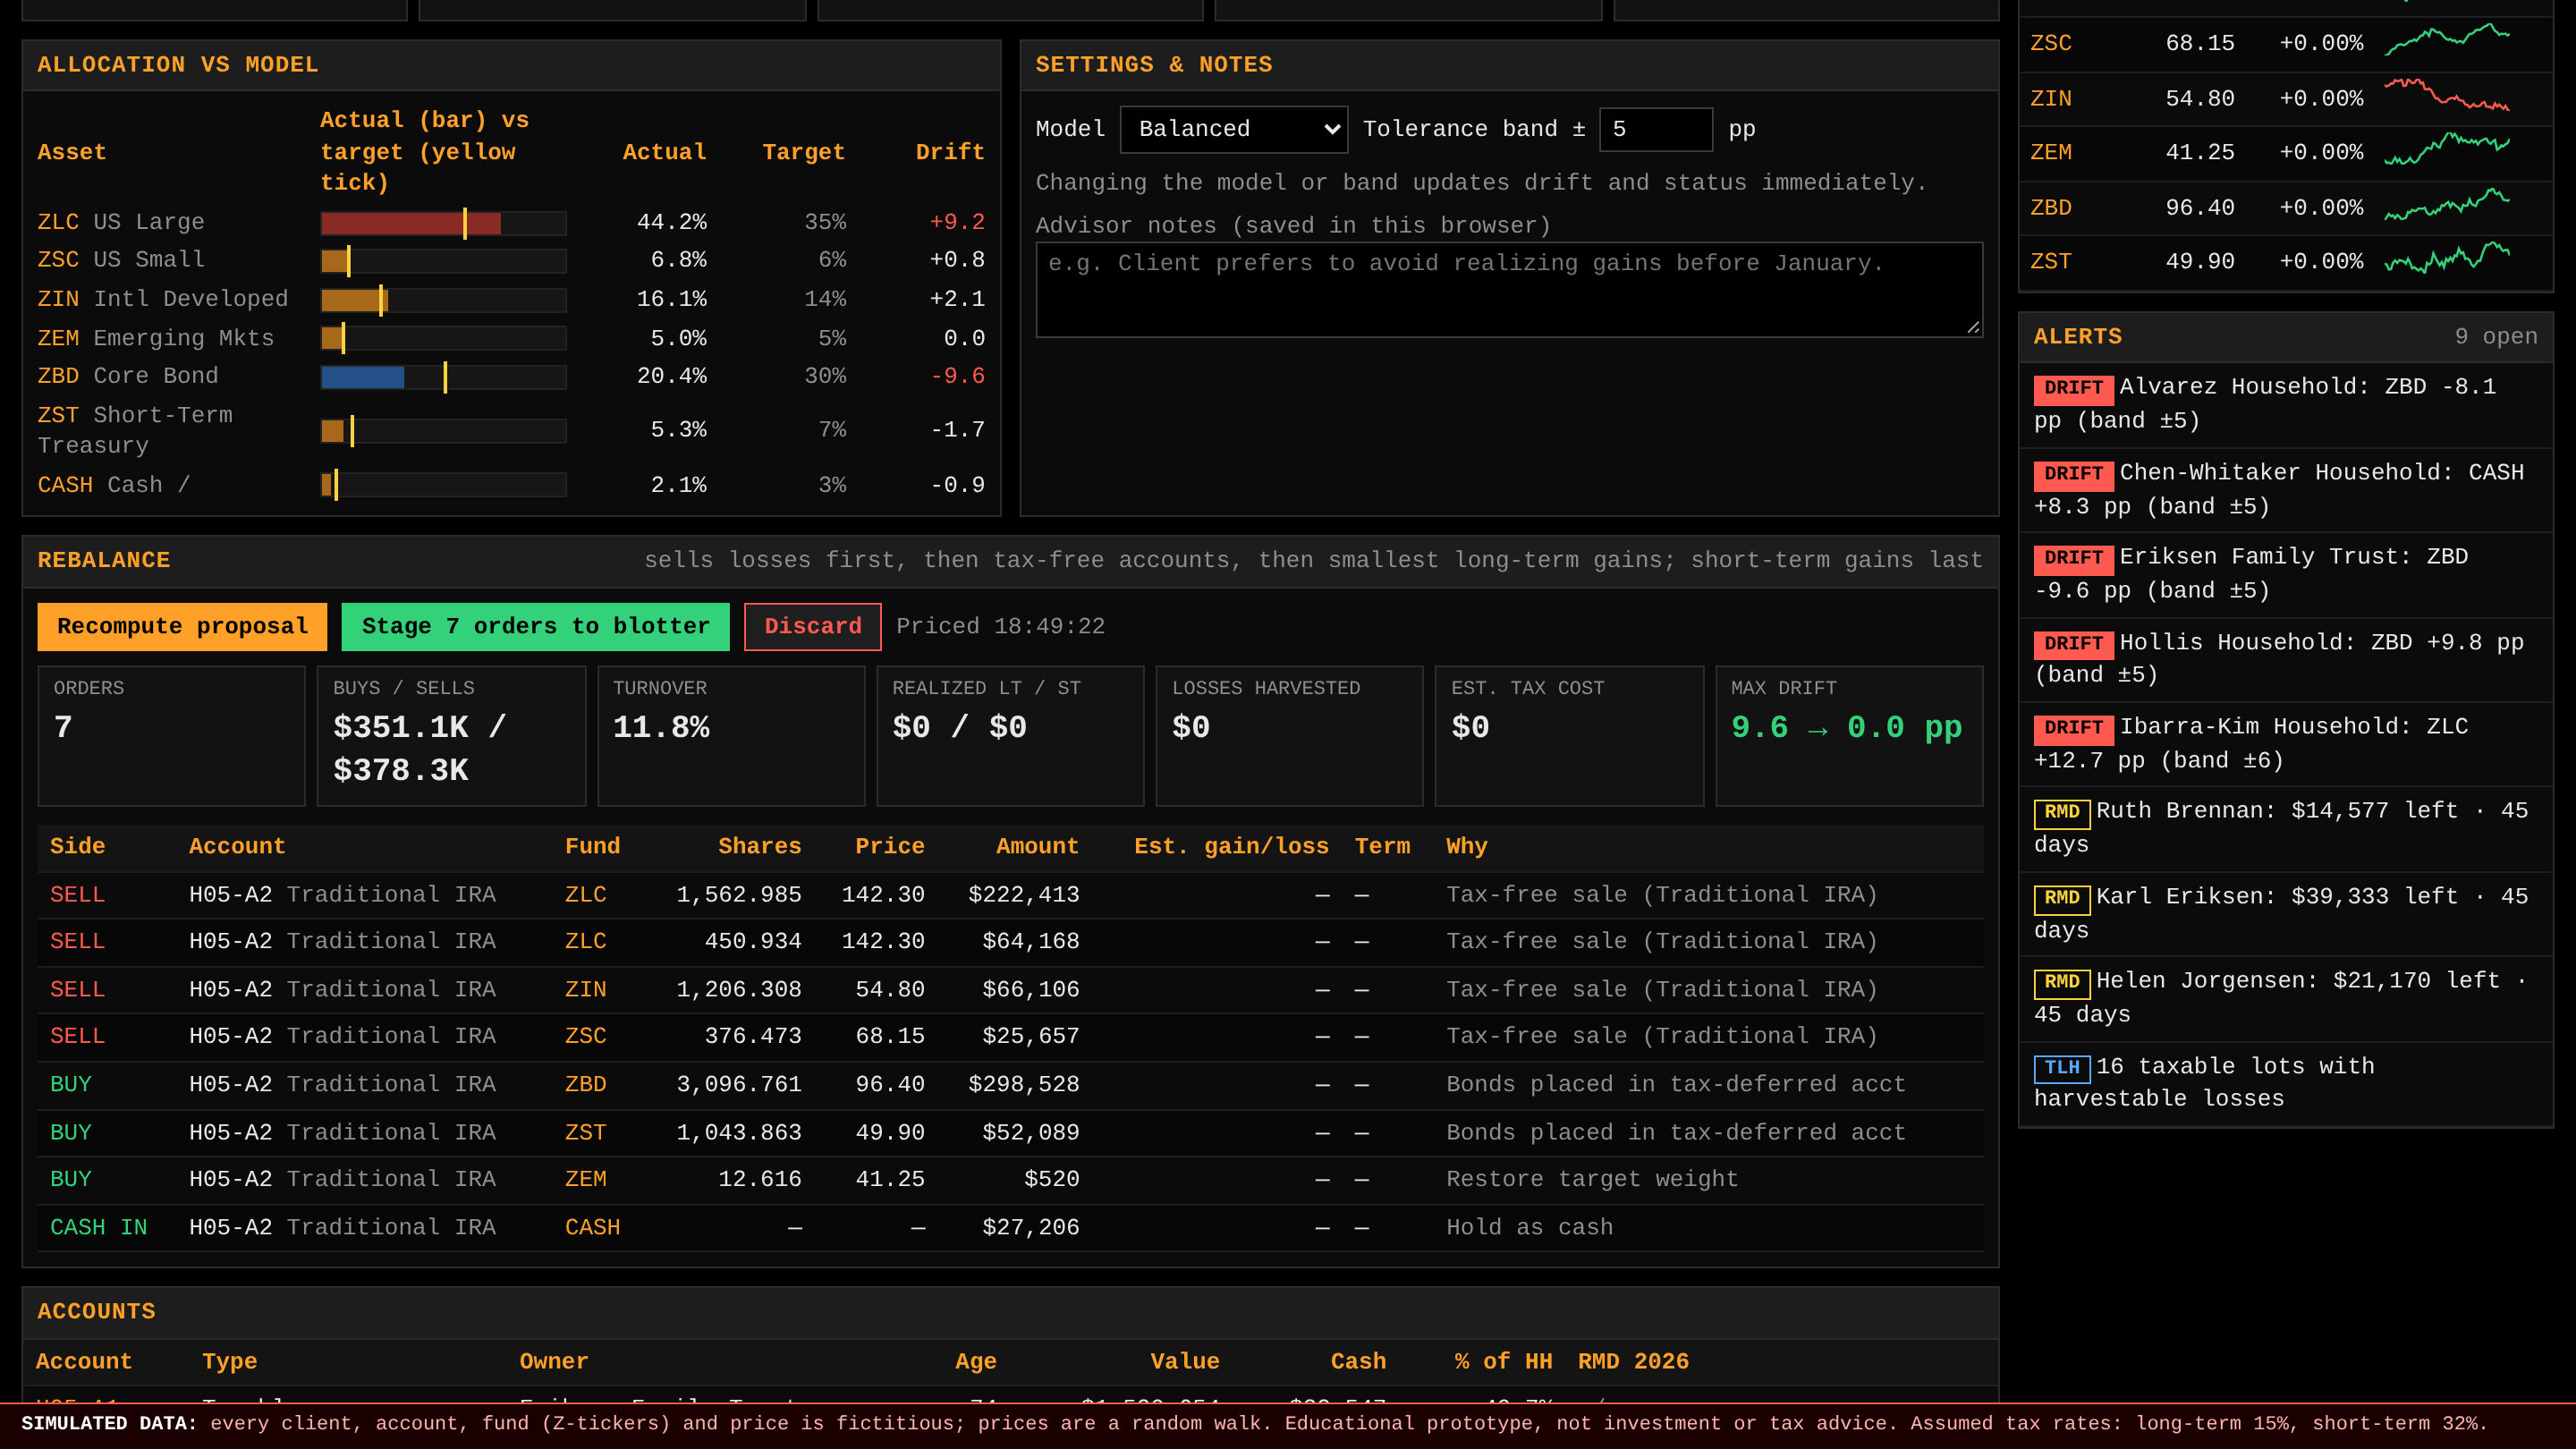 ALLOCATION VS MODEL
Asset Actual (bar) vs target (yellow tick) Actual Target Drift
ZLC US Large 44.2% 35% +9.2
ZSC US Small 6.8% 6% +0.8
ZIN Intl Developed 16.1% 14% +2.1
ZEM Emerging Mkts 5.0% 5% 0.0
ZBD Core Bond 20.4% 30% -9.6
ZST Short-Term Treasury 5.3% 7% -1.7
CASH Cash / 2.1% 3% -0.9
SETTINGS & NOTES
Model Balanced Tolerance band ± 5 pp
Changing the model or band updates drift and status immediately.
Advisor notes (saved in this browser)
e.g. Client prefers to avoid realizing gains before January.
REBALANCE sells losses first, then tax-free accounts, then smallest long-term gains; short-term gains last
Recompute proposal Stage 7 orders to blotter Discard Priced 18:49:22
ORDERS
7
BUYS / SELLS
$351.1K /
$378.3K
TURNOVER
11.8%
REALIZED LT / ST
$0 / $0
LOSSES HARVESTED
$0
EST. TAX COST
$0
MAX DRIFT
9.6 → 0.0 pp
Side Account Fund Shares Price Amount Est. gain/loss Term Why
SELL H05-A2 Traditional IRA ZLC 1,562.985 142.30 $222,413 — — Tax-free sale (Traditional IRA)
SELL H05-A2 Traditional IRA ZLC 450.934 142.30 $64,168 — — Tax-free sale (Traditional IRA)
SELL H05-A2 Traditional IRA ZIN 1,206.308 54.80 $66,106 — — Tax-free sale (Traditional IRA)
SELL H05-A2 Traditional IRA ZSC 376.473 68.15 $25,657 — — Tax-free sale (Traditional IRA)
BUY H05-A2 Traditional IRA ZBD 3,096.761 96.40 $298,528 — — Bonds placed in tax-deferred acct
BUY H05-A2 Traditional IRA ZST 1,043.863 49.90 $52,089 — — Bonds placed in tax-deferred acct
BUY H05-A2 Traditional IRA ZEM 12.616 41.25 $520 — — Restore target weight
CASH IN H05-A2 Traditional IRA CASH — — $27,206 — — Hold as cash
ACCOUNTS
Account Type Owner Age Value Cash % of HH RMD 2026
ZSC 68.15 +0.00%
ZIN 54.80 +0.00%
ZEM 41.25 +0.00%
ZBD 96.40 +0.00%
ZST 49.90 +0.00%
ALERTS 9 open
DRIFT Alvarez Household: ZBD -8.1
pp (band ±5)
DRIFT Chen-Whitaker Household: CASH
+8.3 pp (band ±5)
DRIFT Eriksen Family Trust: ZBD
-9.6 pp (band ±5)
DRIFT Hollis Household: ZBD +9.8 pp
(band ±5)
DRIFT Ibarra-Kim Household: ZLC
+12.7 pp (band ±6)
RMD Ruth Brennan: $14,577 left · 45
days
RMD Karl Eriksen: $39,333 left · 45
days
RMD Helen Jorgensen: $21,170 left ·
45 days
TLH 16 taxable lots with
harvestable losses
SIMULATED DATA: every client, account, fund (Z-tickers) and price is fictitious; prices are a random walk. Educational prototype, not investment or tax advice. Assumed tax rates: long-term 15%, short-term 32%.